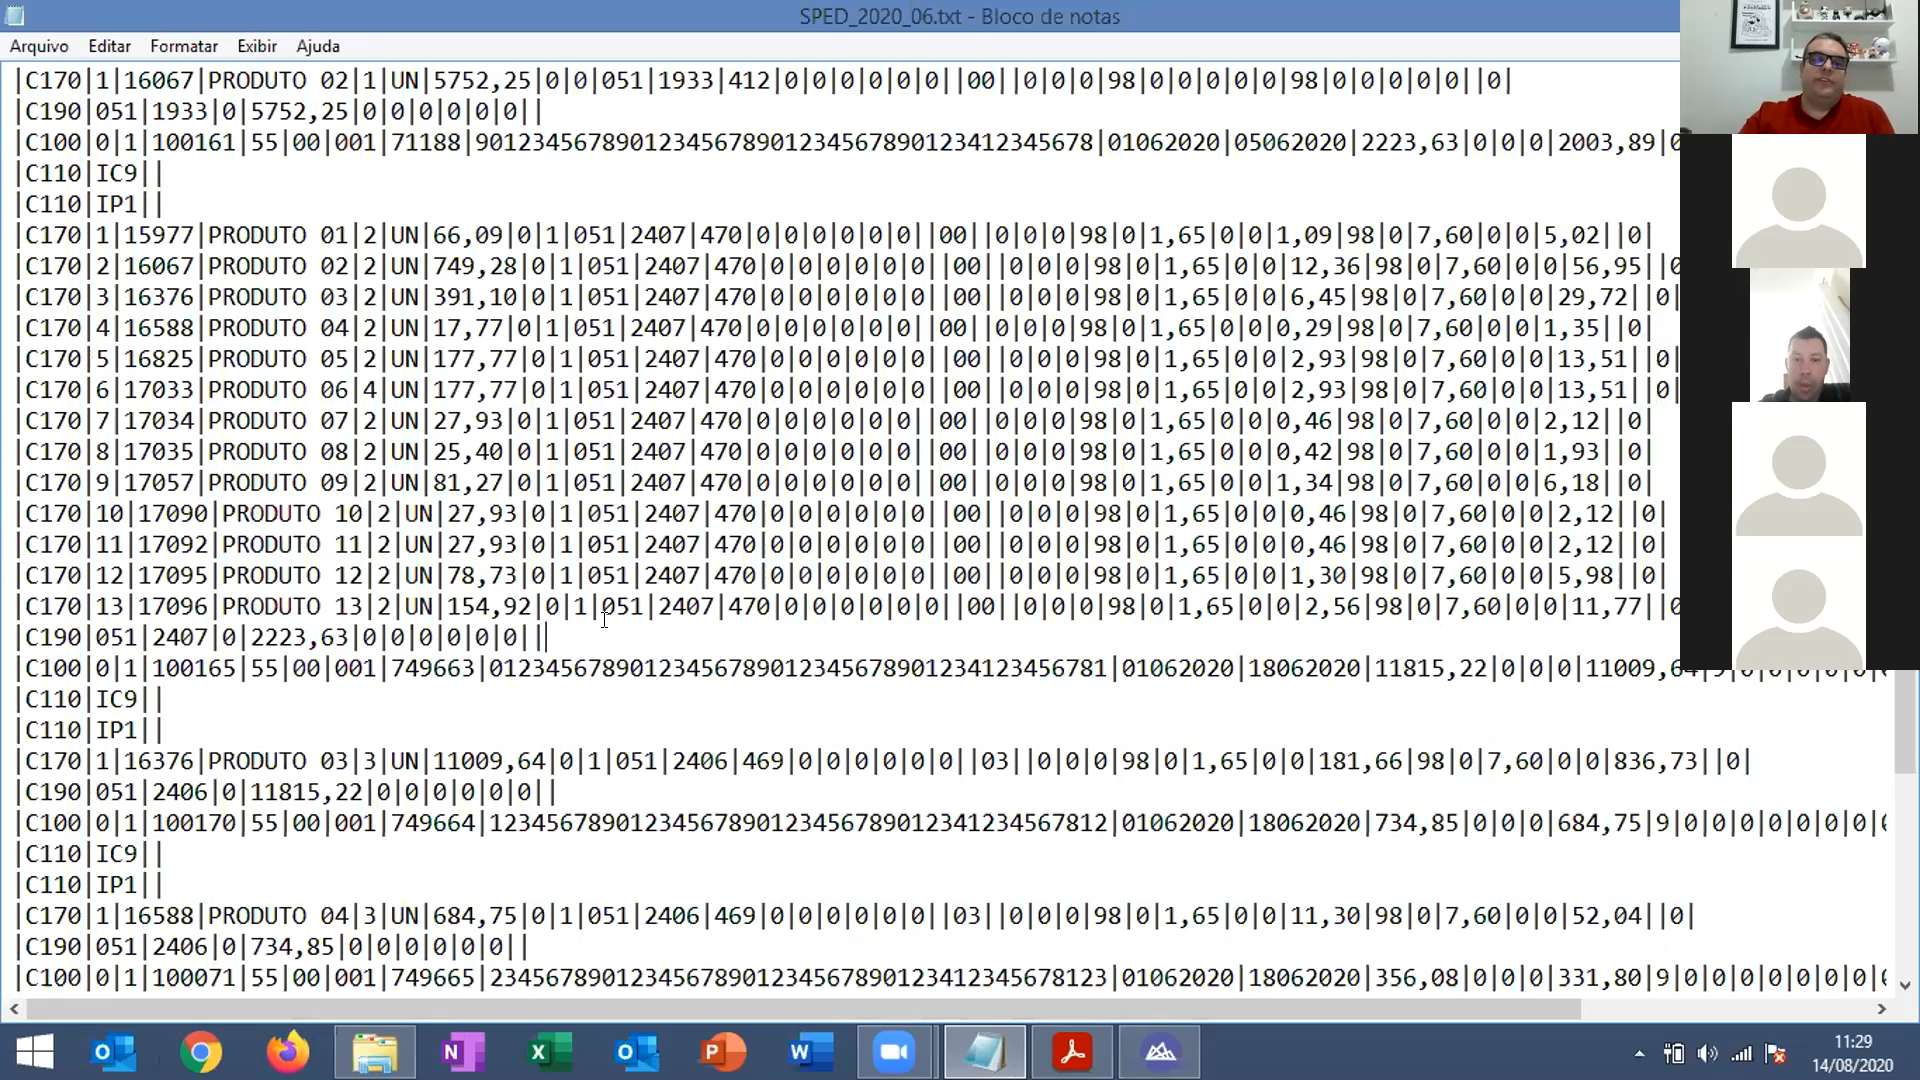 SPED_2020_06.txt - Bloco de notas
Arquivo Editar Formatar Exibir Ajuda
|C170|1|16067|PRODUTO 02|1|UN|5752,25|0|0|051|1933|412|0|0|0|0|0|0||00||0|0|0|98|0|0|0|0|0|98|0|0|0|0|0||0|
|C190|051|1933|0|5752,25|0|0|0|0|0|0||
|C100|0|1|100161|55|00|001|71188|90123456789012345678901234567890123412345678|01062020|05062020|2223,63|0|0|0|2003,89|0
|C110|IC9||
|C110|IP1||
|C170|1|15977|PRODUTO 01|2|UN|66,09|0|1|051|2407|470|0|0|0|0|0|0||00||0|0|0|98|0|1,65|0|0|1,09|98|0|7,60|0|0|5,02||0|
|C170|2|16067|PRODUTO 02|2|UN|749,28|0|1|051|2407|470|0|0|0|0|0|0||00||0|0|0|98|0|1,65|0|0|12,36|98|0|7,60|0|0|56,95||0
|C170|3|16376|PRODUTO 03|2|UN|391,10|0|1|051|2407|470|0|0|0|0|0|0||00||0|0|0|98|0|1,65|0|0|6,45|98|0|7,60|0|0|29,72||0|
|C170|4|16588|PRODUTO 04|2|UN|17,77|0|1|051|2407|470|0|0|0|0|0|0||00||0|0|0|98|0|1,65|0|0|0,29|98|0|7,60|0|0|1,35||0|
|C170|5|16825|PRODUTO 05|2|UN|177,77|0|1|051|2407|470|0|0|0|0|0|0||00||0|0|0|98|0|1,65|0|0|2,93|98|0|7,60|0|0|13,51||0|
|C170|6|17033|PRODUTO 06|4|UN|177,77|0|1|051|2407|470|0|0|0|0|0|0||00||0|0|0|98|0|1,65|0|0|2,93|98|0|7,60|0|0|13,51||0|
|C170|7|17034|PRODUTO 07|2|UN|27,93|0|1|051|2407|470|0|0|0|0|0|0||00||0|0|0|98|0|1,65|0|0|0,46|98|0|7,60|0|0|2,12||0|
|C170|8|17035|PRODUTO 08|2|UN|25,40|0|1|051|2407|470|0|0|0|0|0|0||00||0|0|0|98|0|1,65|0|0|0,42|98|0|7,60|0|0|1,93||0|
|C170|9|17057|PRODUTO 09|2|UN|81,27|0|1|051|2407|470|0|0|0|0|0|0||00||0|0|0|98|0|1,65|0|0|1,34|98|0|7,60|0|0|6,18||0|
|C170|10|17090|PRODUTO 10|2|UN|27,93|0|1|051|2407|470|0|0|0|0|0|0||00||0|0|0|98|0|1,65|0|0|0,46|98|0|7,60|0|0|2,12||0|
|C170|11|17092|PRODUTO 11|2|UN|27,93|0|1|051|2407|470|0|0|0|0|0|0||00||0|0|0|98|0|1,65|0|0|0,46|98|0|7,60|0|0|2,12||0|
|C170|12|17095|PRODUTO 12|2|UN|78,73|0|1|051|2407|470|0|0|0|0|0|0||00||0|0|0|98|0|1,65|0|0|1,30|98|0|7,60|0|0|5,98||0|
|C170|13|17096|PRODUTO 13|2|UN|154,92|0|1|051|2407|470|0|0|0|0|0|0||00||0|0|0|98|0|1,65|0|0|2,56|98|0|7,60|0|0|11,77||0
|C190|051|2407|0|2223,63|0|0|0|0|0|0||
|C100|0|1|100165|55|00|001|749663|01234567890123456789012345678901234123456781|01062020|18062020|11815,22|0|0|0|11009,64|9|0|0|0|0|0|0|
|C110|IC9||
|C110|IP1||
|C170|1|16376|PRODUTO 03|3|UN|11009,64|0|1|051|2406|469|0|0|0|0|0|0||03||0|0|0|98|0|1,65|0|0|181,66|98|0|7,60|0|0|836,73||0|
|C190|051|2406|0|11815,22|0|0|0|0|0|0||
|C100|0|1|100170|55|00|001|749664|12345678901234567890123456789012341234567812|01062020|18062020|734,85|0|0|0|684,75|9|0|0|0|0|0|0|0|
|C110|IC9||
|C110|IP1||
|C170|1|16588|PRODUTO 04|3|UN|684,75|0|1|051|2406|469|0|0|0|0|0|0||03||0|0|0|98|0|1,65|0|0|11,30|98|0|7,60|0|0|52,04||0|
|C190|051|2406|0|734,85|0|0|0|0|0|0||
|C100|0|1|100071|55|00|001|749665|23456789012345678901234567890123412345678123|01062020|18062020|356,08|0|0|0|331,80|9|0|0|0|0|0|0|0|
11:29
14/08/2020